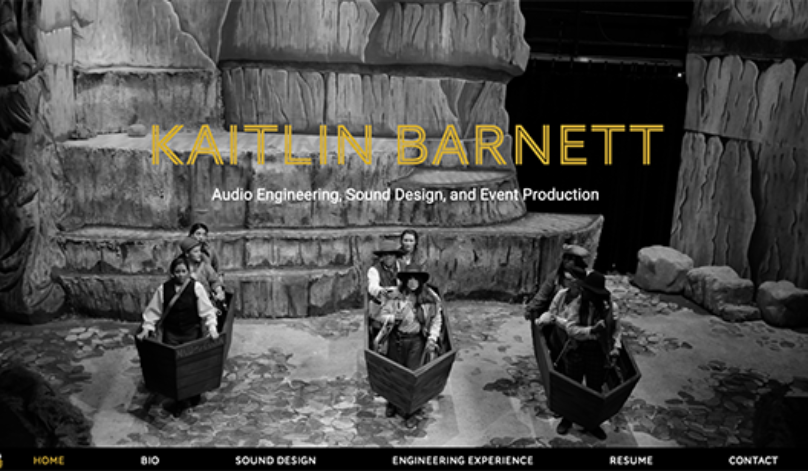 KAITLIN BARNETT
Audio Engineering, Sound Design, and Event Production
HOME BIO SOUND DESIGN ENGINEERING EXPERIENCE RESUME CONTACT